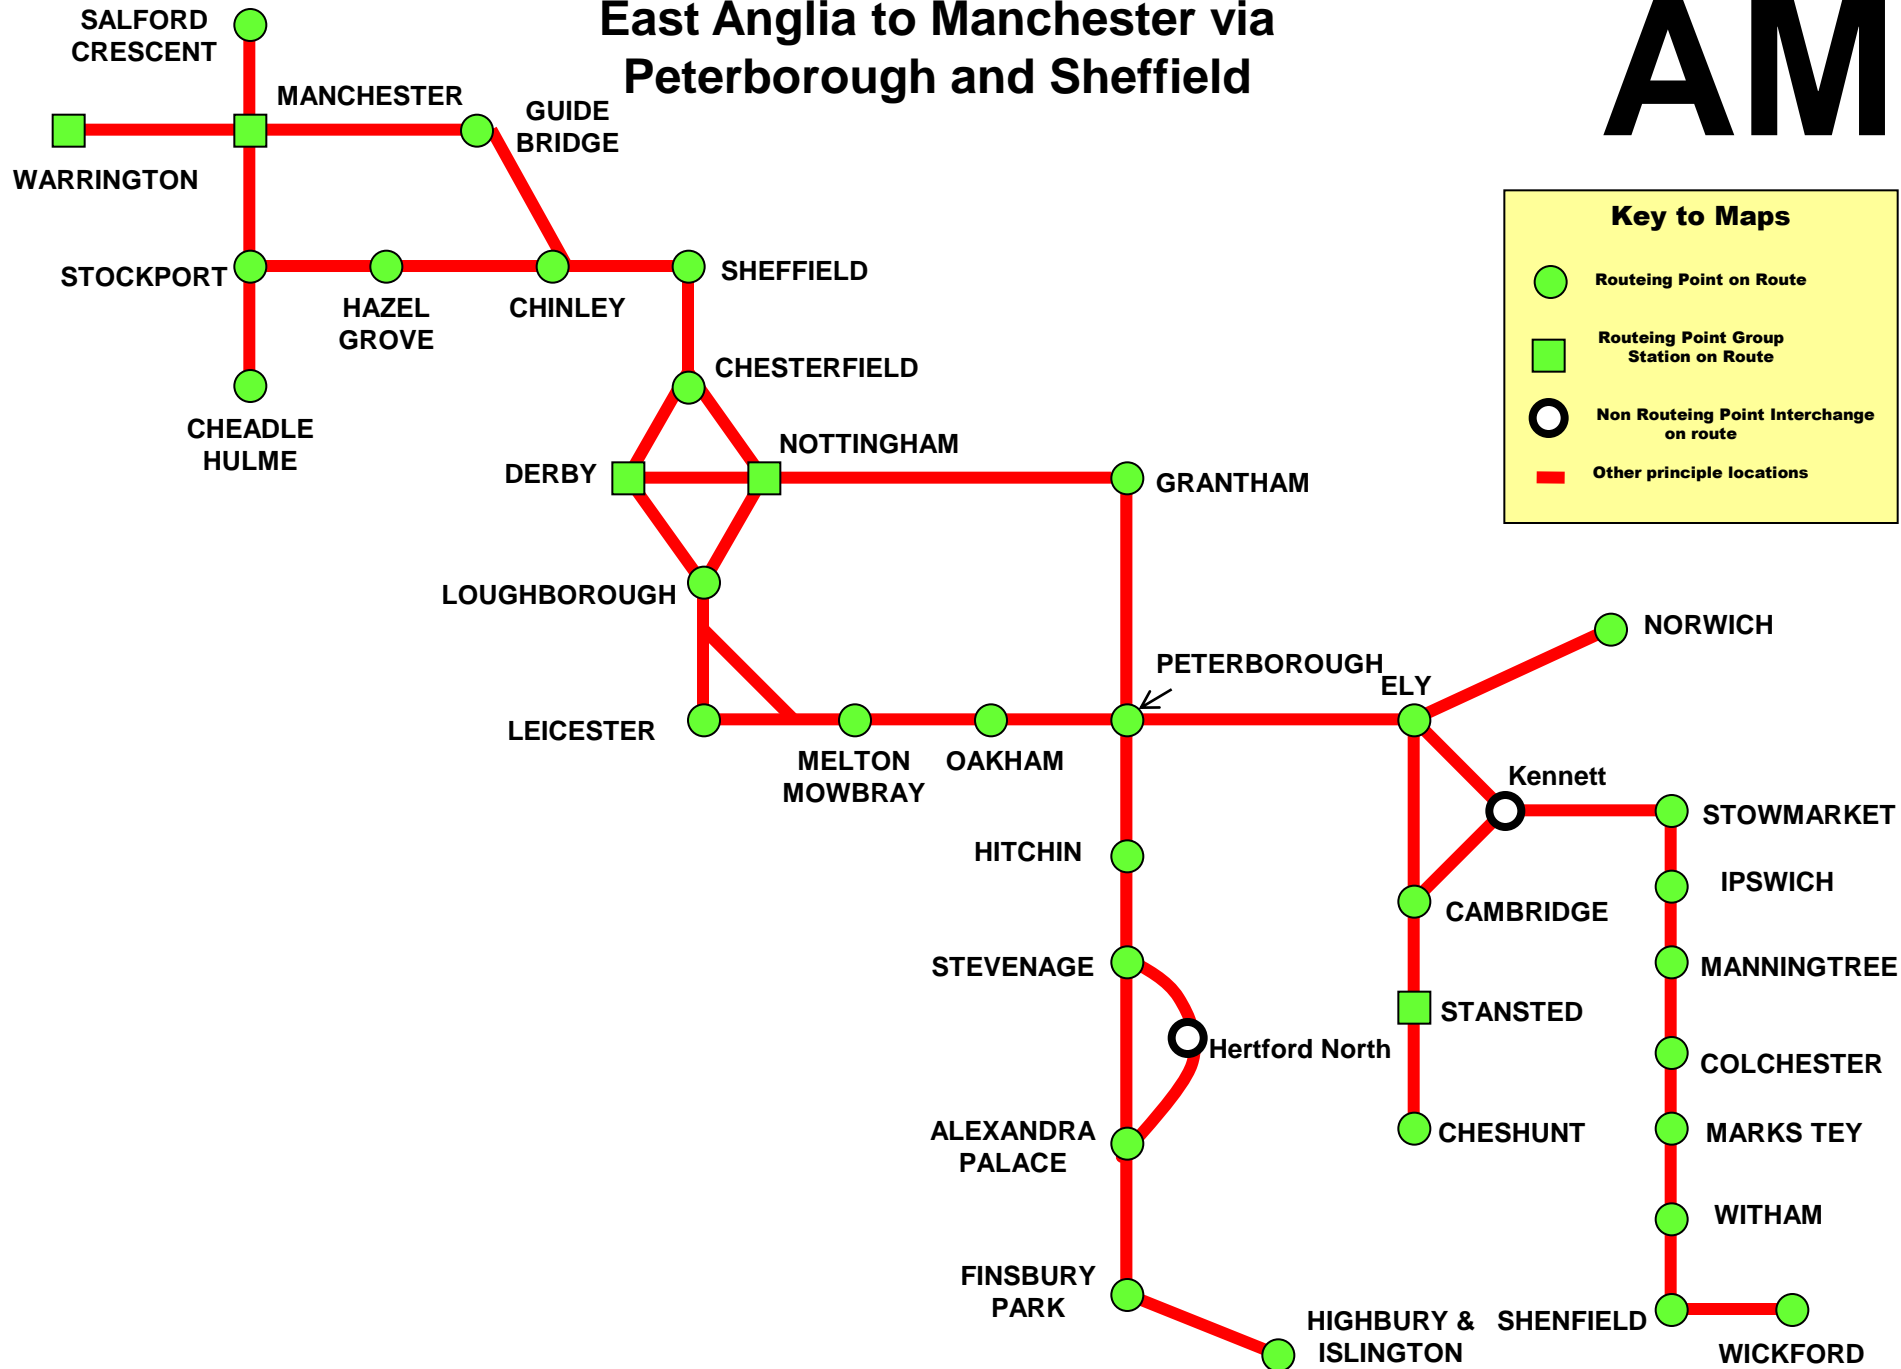 East Anglia to Manchester via
Peterborough and Sheffield
AM
SALFORD
CRESCENT
MANCHESTER
GUIDE
BRIDGE
WARRINGTON
STOCKPORT
HAZEL
GROVE
CHINLEY
SHEFFIELD
CHEADLE
HULME
CHESTERFIELD
DERBY
NOTTINGHAM
GRANTHAM
LOUGHBOROUGH
LEICESTER
MELTON
MOWBRAY
OAKHAM
PETERBOROUGH
ELY
NORWICH
Kennett
STOWMARKET
IPSWICH
MANNINGTREE
COLCHESTER
MARKS TEY
WITHAM
SHENFIELD
WICKFORD
CAMBRIDGE
STANSTED
CHESHUNT
HITCHIN
STEVENAGE
Hertford North
ALEXANDRA
PALACE
FINSBURY
PARK
HIGHBURY &
ISLINGTON
Key to Maps
Routeing Point on Route
Routeing Point Group
Station on Route
Non Routeing Point Interchange
on route
Other principle locations